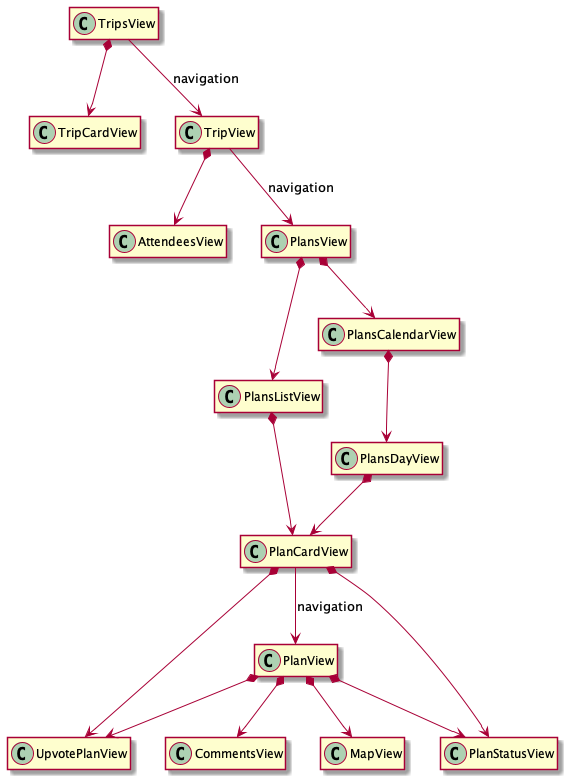 C TripsView
navigation
C TripCardView
C TripView
navigation
C AttendeesView
C PlansView
C PlansCalendarView
C PlansListView
C PlansDayView
C PlanCardView
navigation
C PlanView
C UpvotePlanView
C CommentsView
C MapView
C PlanStatusView